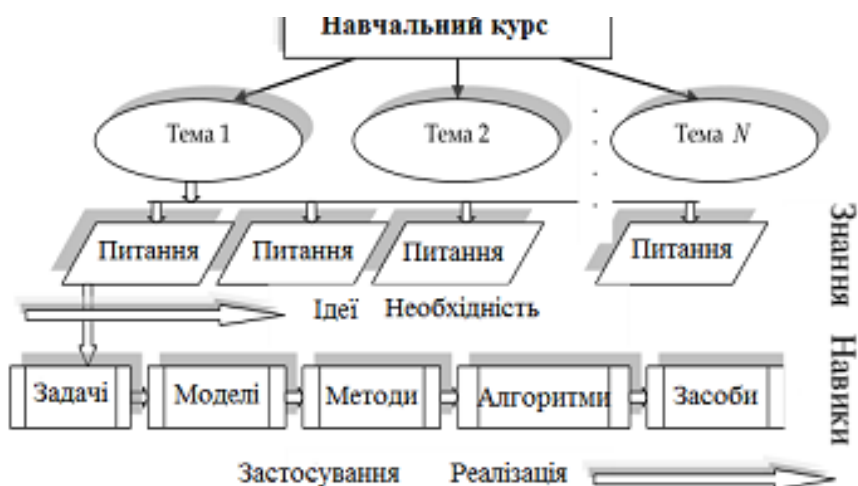 Навчальний курс
Тема 1 Тема 2 Тема N
Питання Питання Питання Питання
Ідеї Необхідність
Задачі Моделі Методи Алгоритми Засоби
Застосування Реалізація
Знання Навики